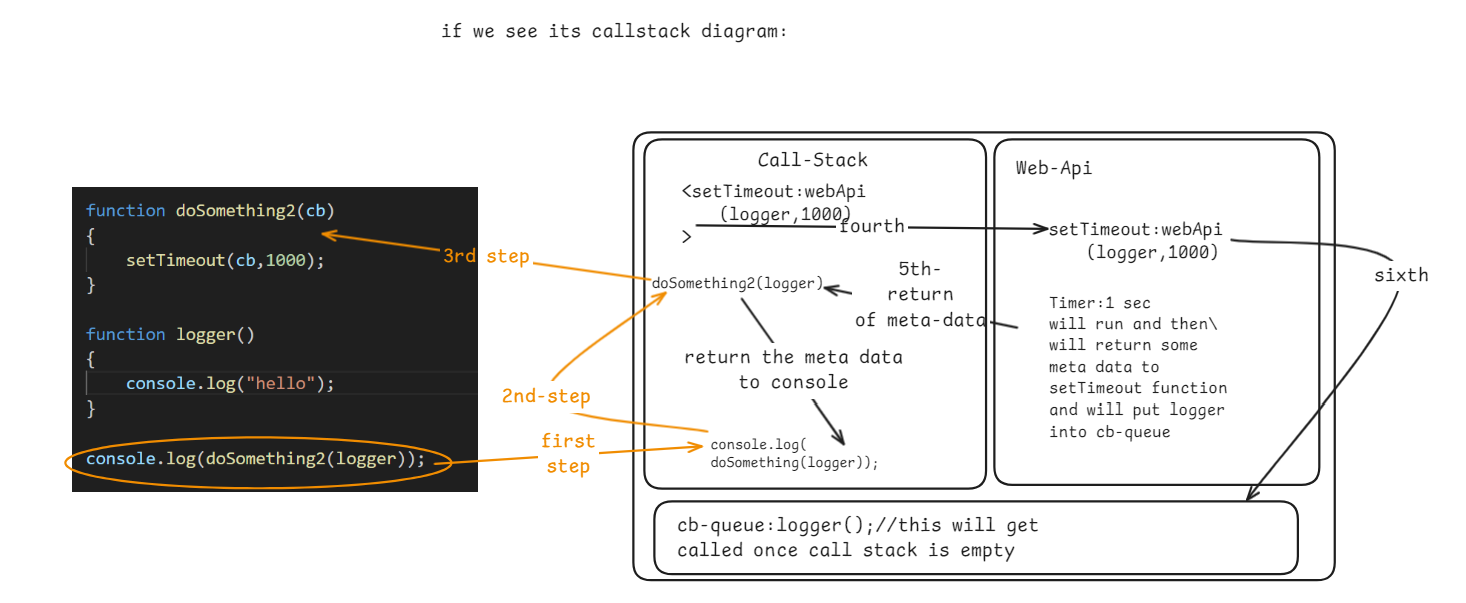 if we see its callstack diagram:
function doSomething2(cb)
{
setTimeout(cb,1000);
}
function logger()
{
console.log("hello");
}
console.log(doSomething2(logger));
3rd step
2nd-step
first
step
Call-Stack
<setTimeout:webApi
(logger,1000)
>
fourth
doSomething2(logger)
5th-
return
of meta-data
return the meta data
to console
console.log(
doSomething(logger));
Web-Api
setTimeout:webApi
(logger,1000)
Timer:1 sec
will run and then\
will return some
meta data to
setTimeout function
and will put logger
into cb-queue
sixth
cb-queue:logger();//this will get
called once call stack is empty